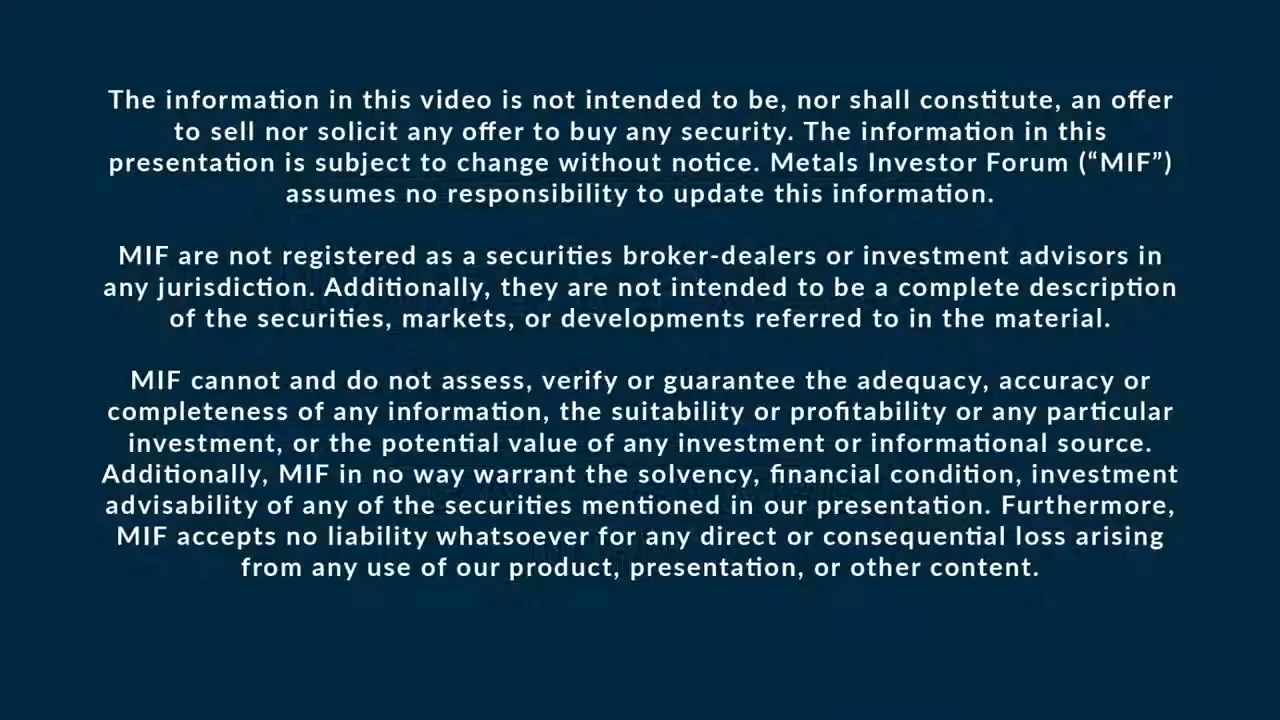 The information in this video is not intended to be, nor shall constitute, an offer
to sell nor solicit any offer to buy any security. The information in this
presentation is subject to change without notice. Metals Investor Forum (“MIF”)
assumes no responsibility to update this information.
MIF are not registered as a securities broker-dealers or investment advisors in
any jurisdiction. Additionally, they are not intended to be a complete description
of the securities, markets, or developments referred to in the material.
MIF cannot and do not assess, verify or guarantee the adequacy, accuracy or
completeness of any information, the suitability or profitability or any particular
investment, or the potential value of any investment or informational source.
Additionally, MIF in no way warrant the solvency, financial condition, investment
advisability of any of the securities mentioned in our presentation. Furthermore,
MIF accepts no liability whatsoever for any direct or consequential loss arising
from any use of our product, presentation, or other content.